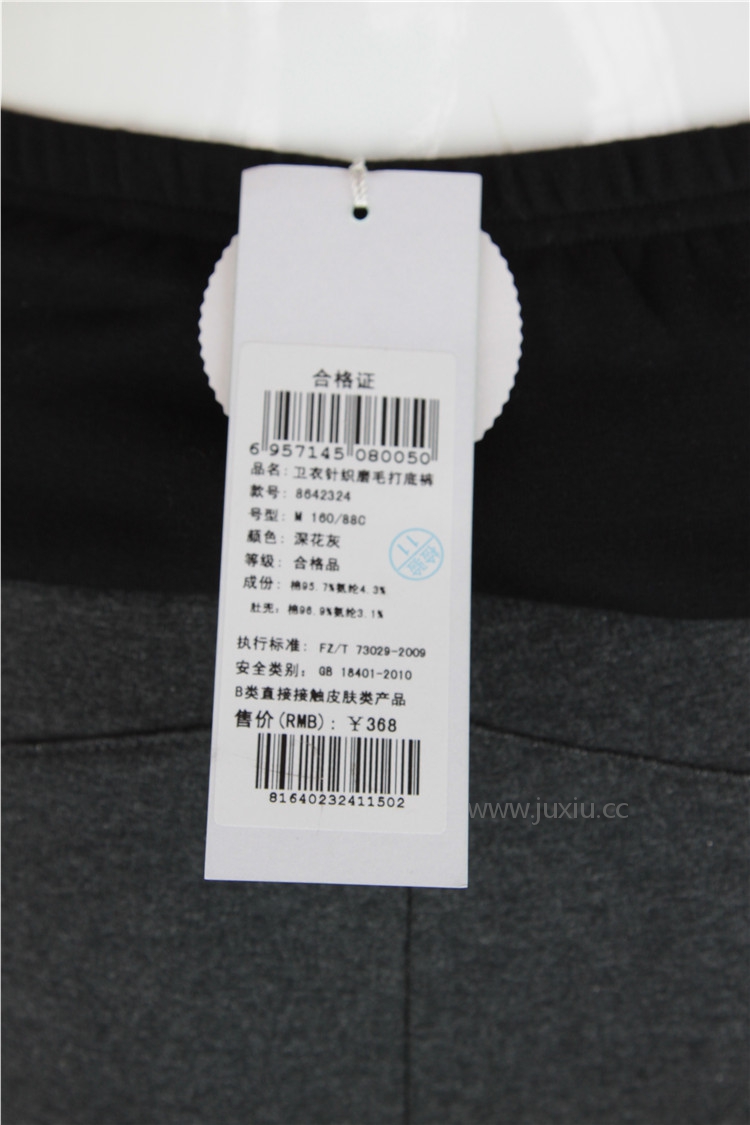 合格证
6 957145 080050
品名: 卫衣针织磨毛打底裤
款号: 8642324
号型: M 160/88C
颜色: 深花灰
等级: 合格品
检验
11
成份: 棉95.7%氨纶4.3%
肚兜: 棉96.9%氨纶3.1%
执行标准: FZ/T 73029-2009
安全类别: GB 18401-2010
B类直接接触皮肤类产品
售价(RMB): ￥368
81640232411502
www.juxiu.cc